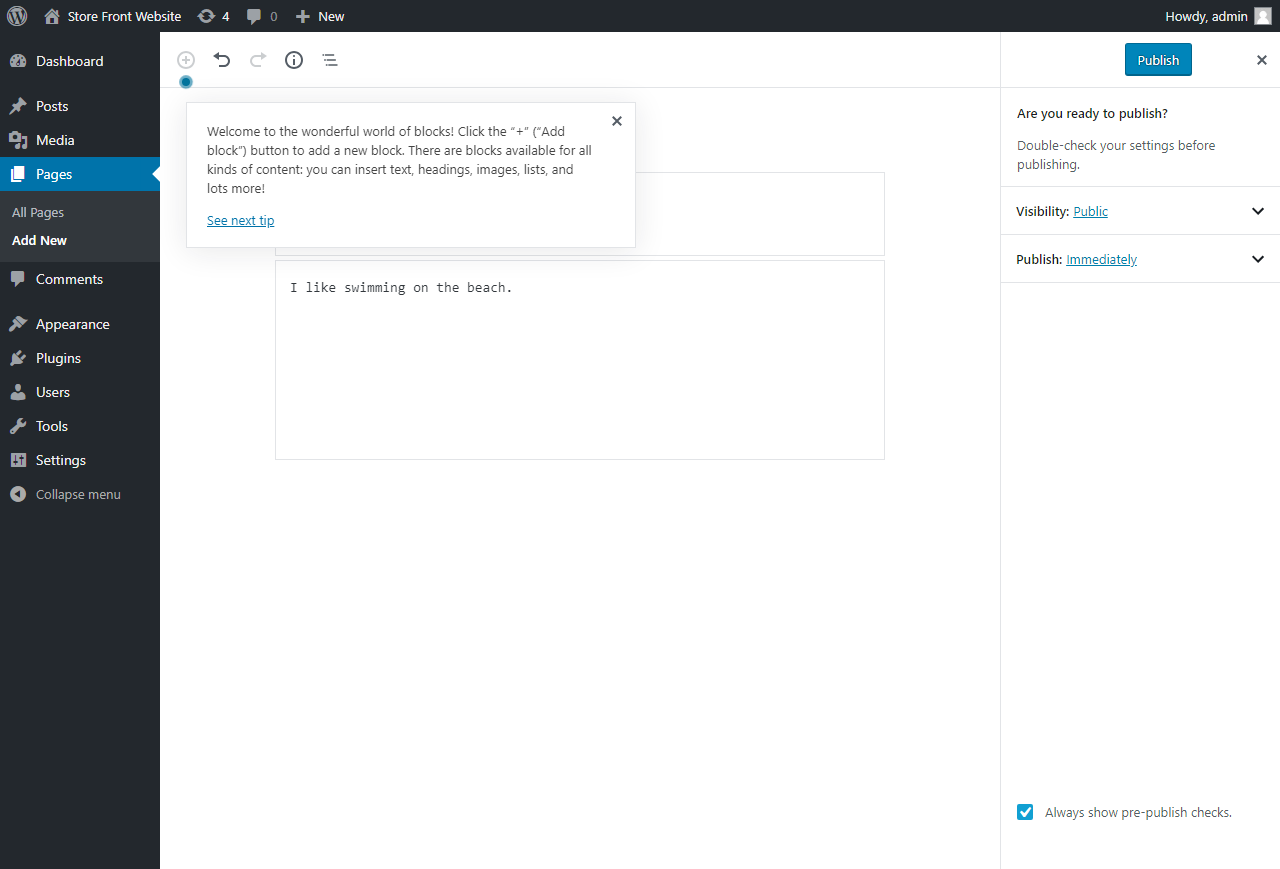 Store Front Website 4 0 New Howdy, admin
Dashboard
Posts
Media
Pages
All Pages
Add New
Comments
Appearance
Plugins
Users
Tools
Settings
Collapse menu
Welcome to the wonderful world of blocks! Click the “+” (“Add
block”) button to add a new block. There are blocks available for all
kinds of content: you can insert text, headings, images, lists, and
lots more!
See next tip
I like swimming on the beach.
Publish
Are you ready to publish?
Double-check your settings before
publishing.
Visibility: Public
Publish: Immediately
Always show pre-publish checks.